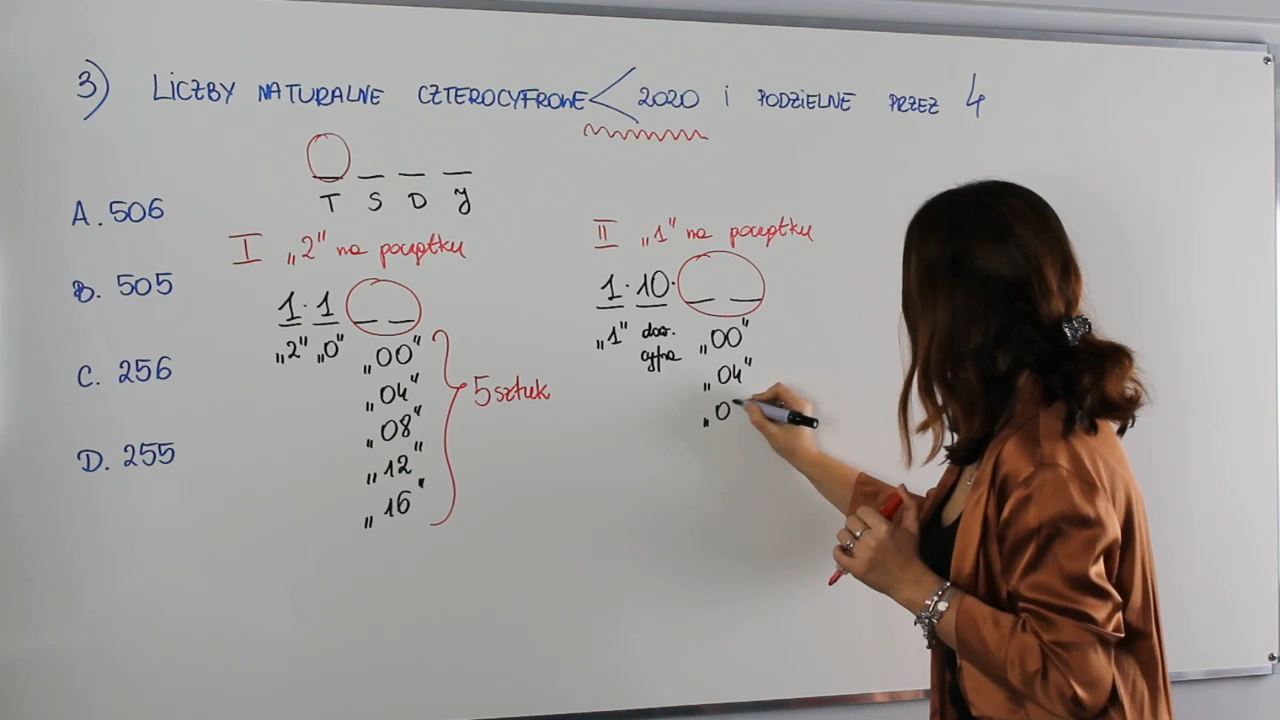 3) LICZBY NATURALNE CZTEROCYFROWE < 2020 i PODZIELNE PRZEZ 4
_ _ _ _
T S D J
A. 506
B. 505
C. 256
D. 255
I „2" na początku
1 · 1 _ _
„2" „0"
„00"
„04"
„08"
„12"
„16"
5 sztuk
II „1" na początku
1 · 10 · _ _
„1" dow. cyfra
„00"
„04"
„0